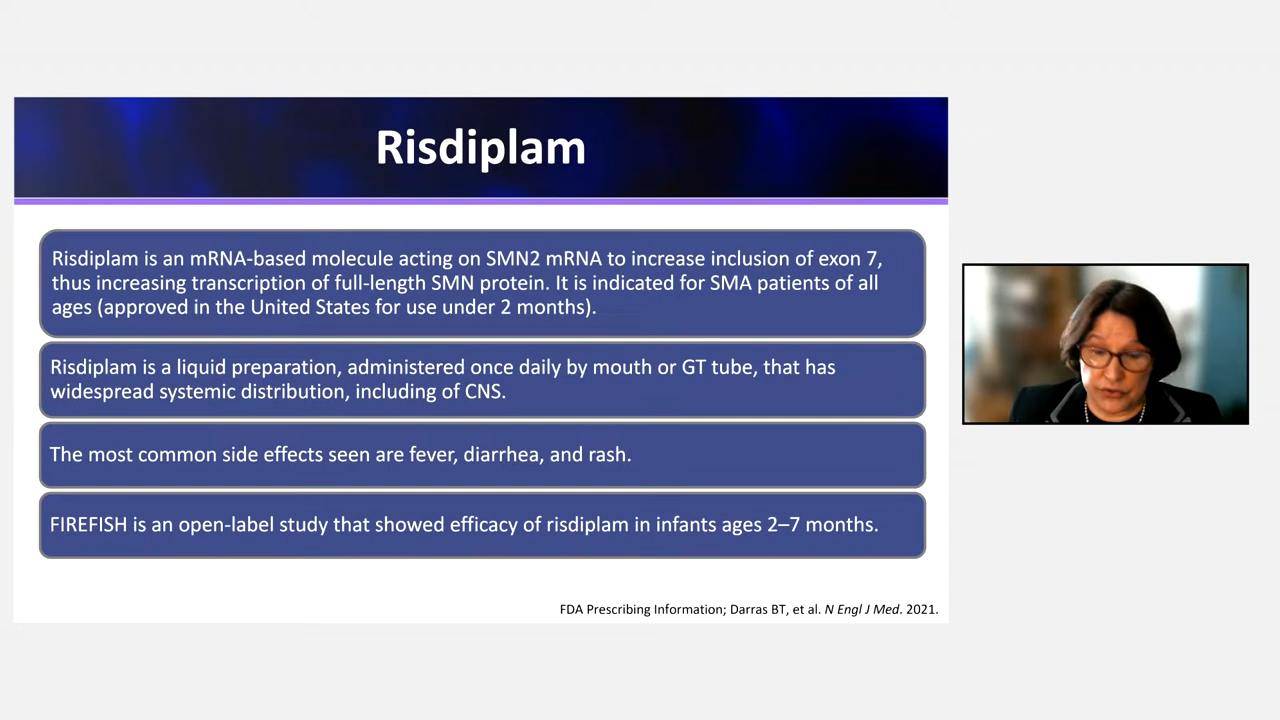 Risdiplam
Risdiplam is an mRNA-based molecule acting on SMN2 mRNA to increase inclusion of exon 7,
thus increasing transcription of full-length SMN protein. It is indicated for SMA patients of all
ages (approved in the United States for use under 2 months).
Risdiplam is a liquid preparation, administered once daily by mouth or GT tube, that has
widespread systemic distribution, including of CNS.
The most common side effects seen are fever, diarrhea, and rash.
FIREFISH is an open-label study that showed efficacy of risdiplam in infants ages 2–7 months.
FDA Prescribing Information; Darras BT, et al. N Engl J Med. 2021.